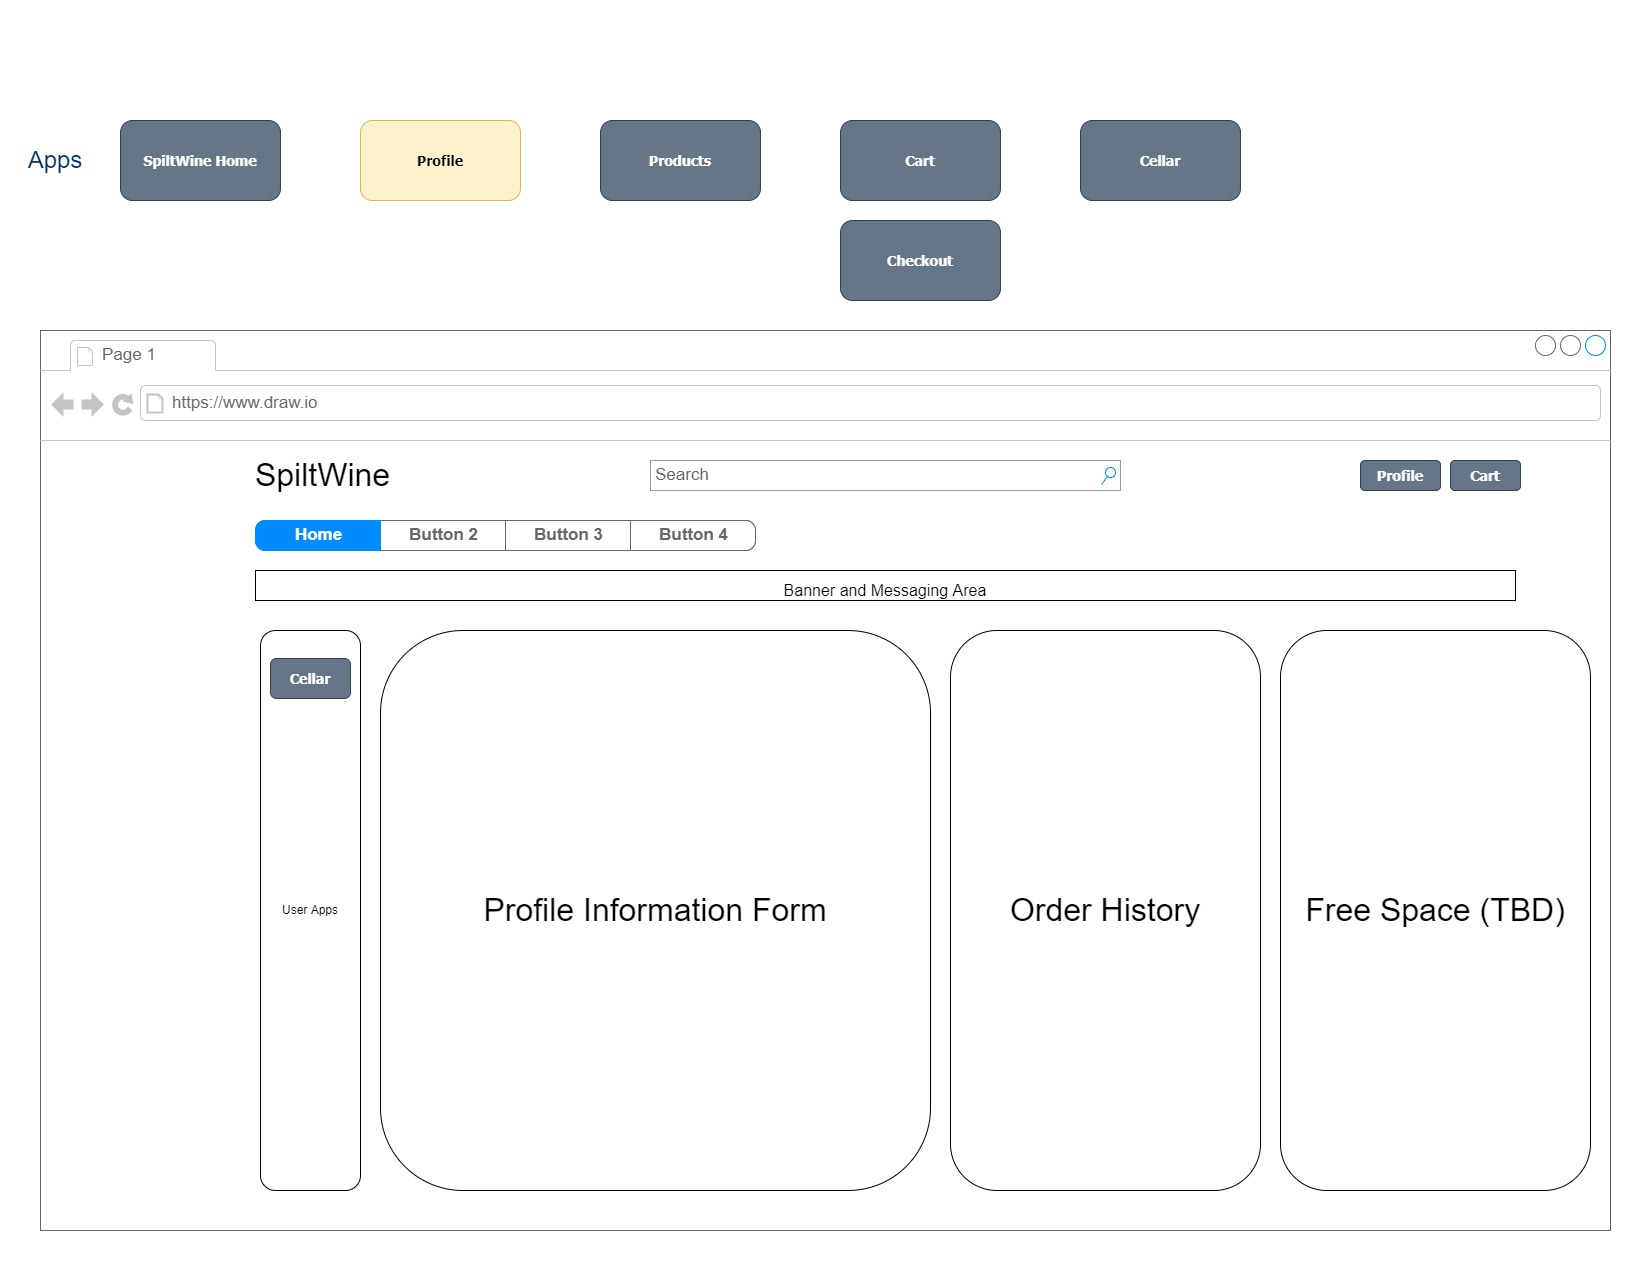 Apps
SpiltWine Home
Profile
Products
Cart
Cellar
Checkout
Page 1
https://www.draw.io
SpiltWine
Search
Profile
Cart
Home
Button 2
Button 3
Button 4
Banner and Messaging Area
Cellar
User Apps
Profile Information Form
Order History
Free Space (TBD)